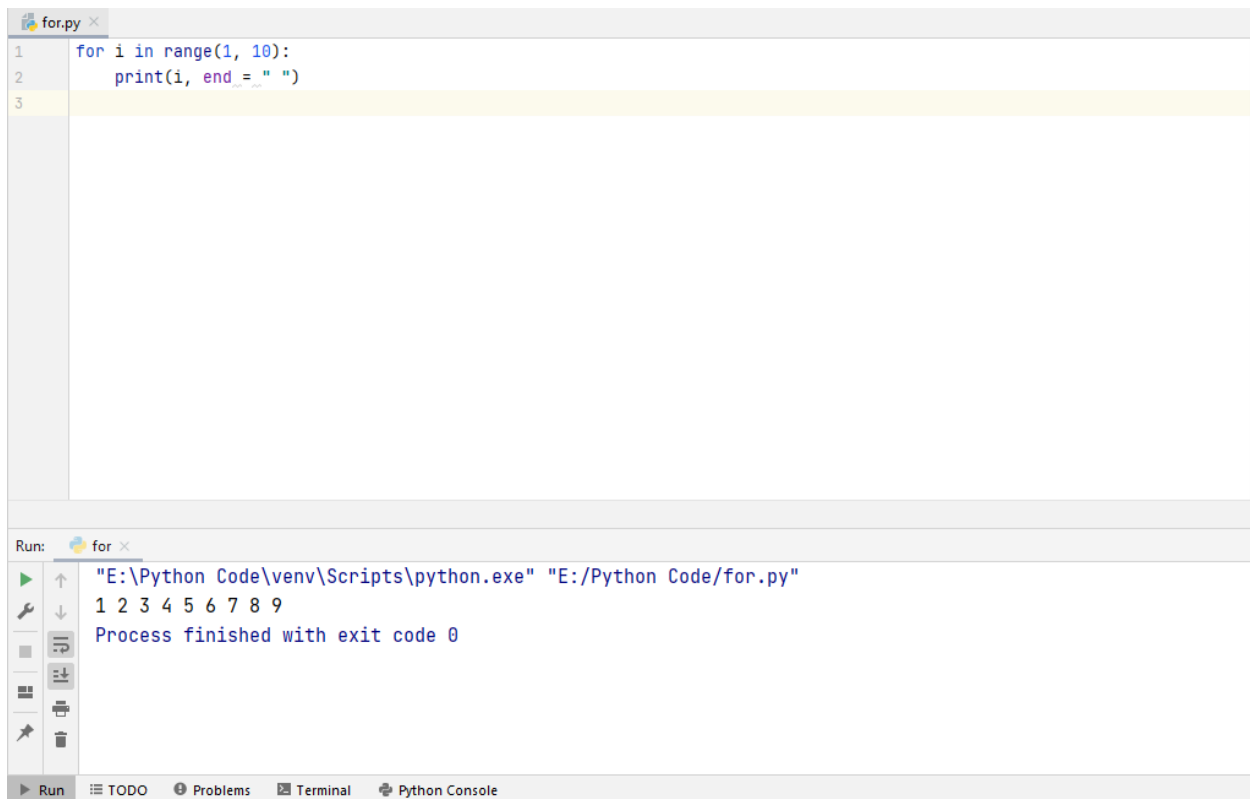 for.py
1 for i in range(1, 10):
2     print(i, end = " ")
3
Run: for
"E:\Python Code\venv\Scripts\python.exe" "E:/Python Code/for.py"
1 2 3 4 5 6 7 8 9
Process finished with exit code 0
Run TODO Problems Terminal Python Console